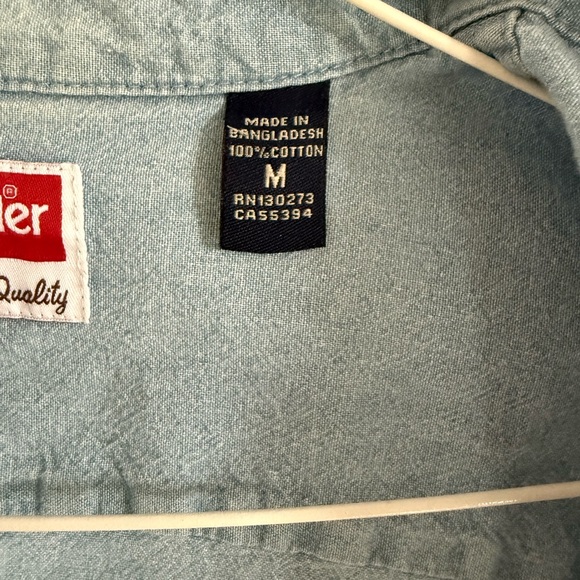 MADE IN
BANGLADESH
100% COTTON
M
RN130273
CA55394
ler
®
Quality